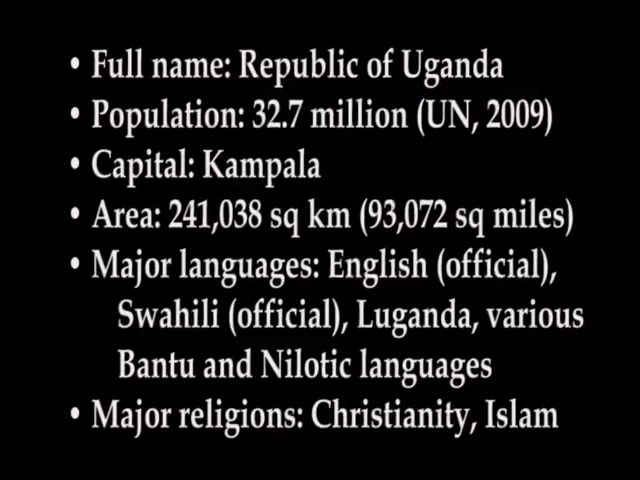 • Full name: Republic of Uganda
• Population: 32.7 million (UN, 2009)
• Capital: Kampala
• Area: 241,038 sq km (93,072 sq miles)
• Major languages: English (official),
Swahili (official), Luganda, various
Bantu and Nilotic languages
• Major religions: Christianity, Islam